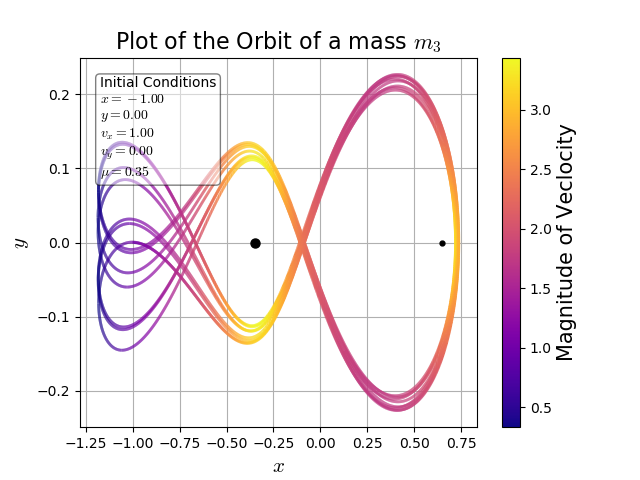 Plot of the Orbit of a mass m₃
Initial Conditions
x = −1.00
y = 0.00
vₓ = 1.00
vᵧ = 0.00
μ = 0.35
0.2
0.1
0.0
−0.1
−0.2
y
−1.25 −1.00 −0.75 −0.50 −0.25 0.00 0.25 0.50 0.75
x
3.0
2.5
2.0
1.5
1.0
0.5
Magnitude of Veclocity